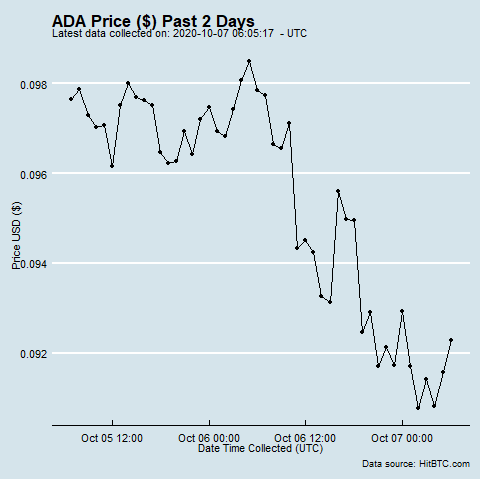 ADA Price ($) Past 2 Days
Latest data collected on: 2020-10-07 06:05:17  - UTC
0.098
0.096
0.094
0.092
Price USD ($)
Oct 05 12:00
Oct 06 00:00
Oct 06 12:00
Oct 07 00:00
Date Time Collected (UTC)
Data source: HitBTC.com